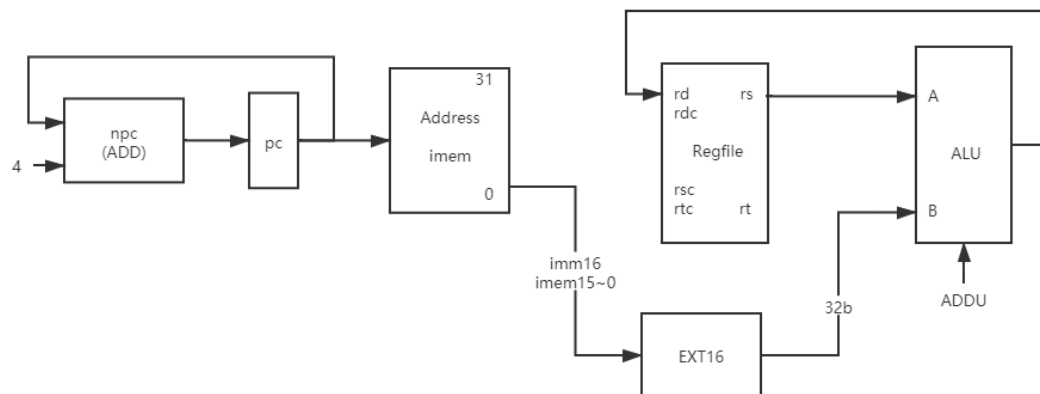 npc
(ADD)
4
pc
31
Address
imem
0
imm16
imem15~0
EXT16
32b
rd
rs
rdc
Regfile
rsc
rtc
rt
A
ALU
B
ADDU